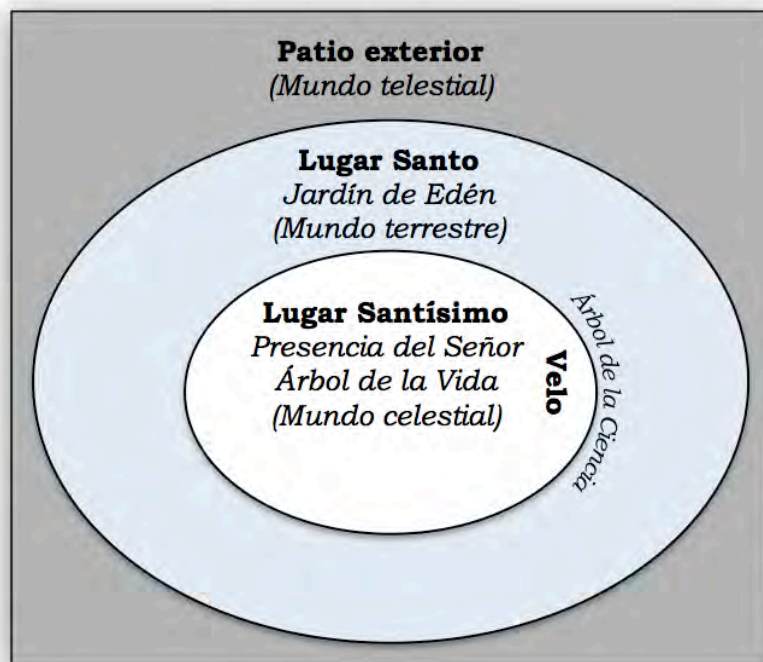 Patio exterior
(Mundo telestial)
Lugar Santo
Jardín de Edén
(Mundo terrestre)
Lugar Santísimo
Presencia del Señor
Árbol de la Vida
(Mundo celestial)
Velo
Árbol de la Ciencia